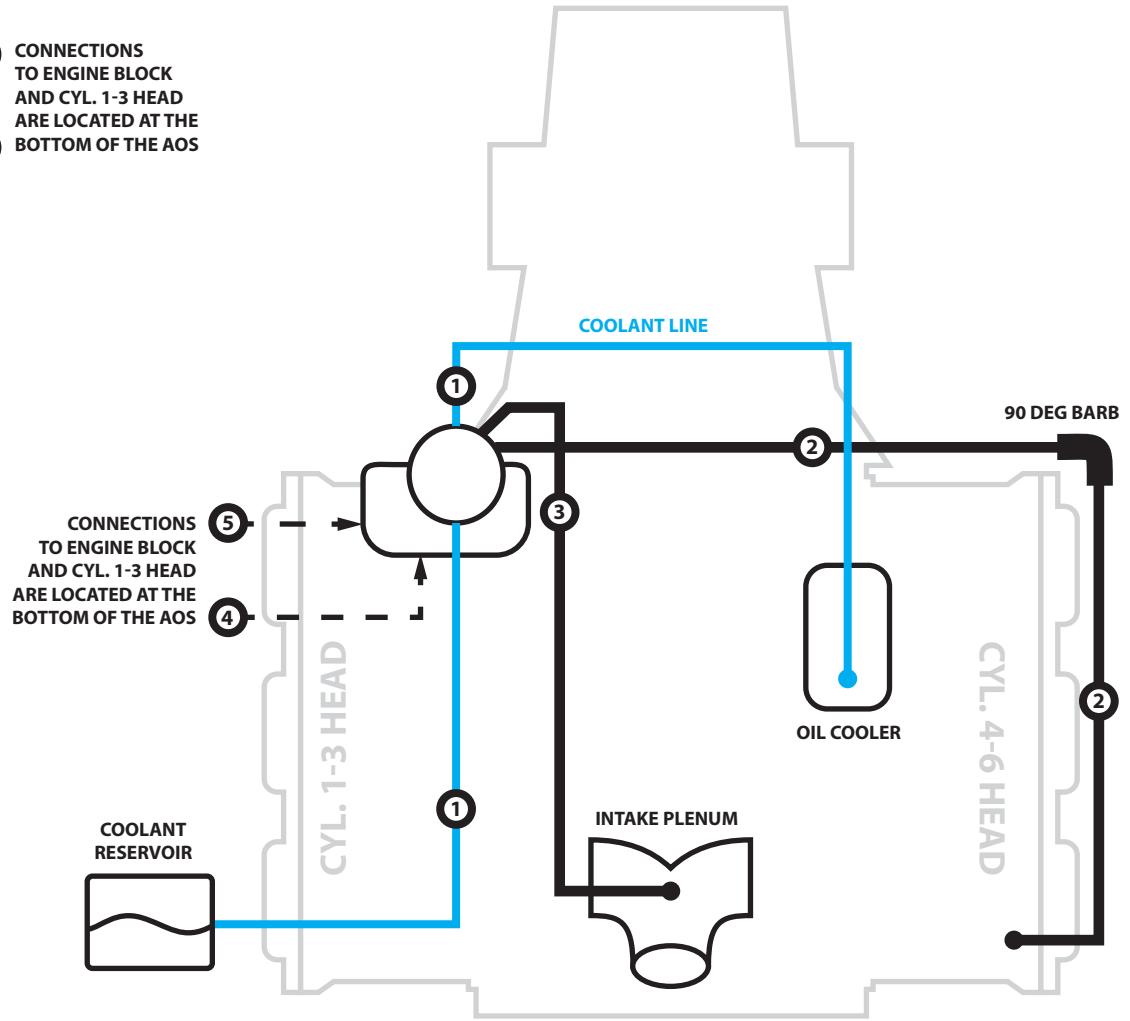 CONNECTIONS
TO ENGINE BLOCK
AND CYL. 1-3 HEAD
ARE LOCATED AT THE
BOTTOM OF THE AOS
COOLANT LINE
1
90 DEG BARB
2
3
CONNECTIONS
TO ENGINE BLOCK
AND CYL. 1-3 HEAD
ARE LOCATED AT THE
BOTTOM OF THE AOS
5
4
CYL. 1-3 HEAD
CYL. 4-6 HEAD
2
OIL COOLER
1
INTAKE PLENUM
COOLANT
RESERVOIR